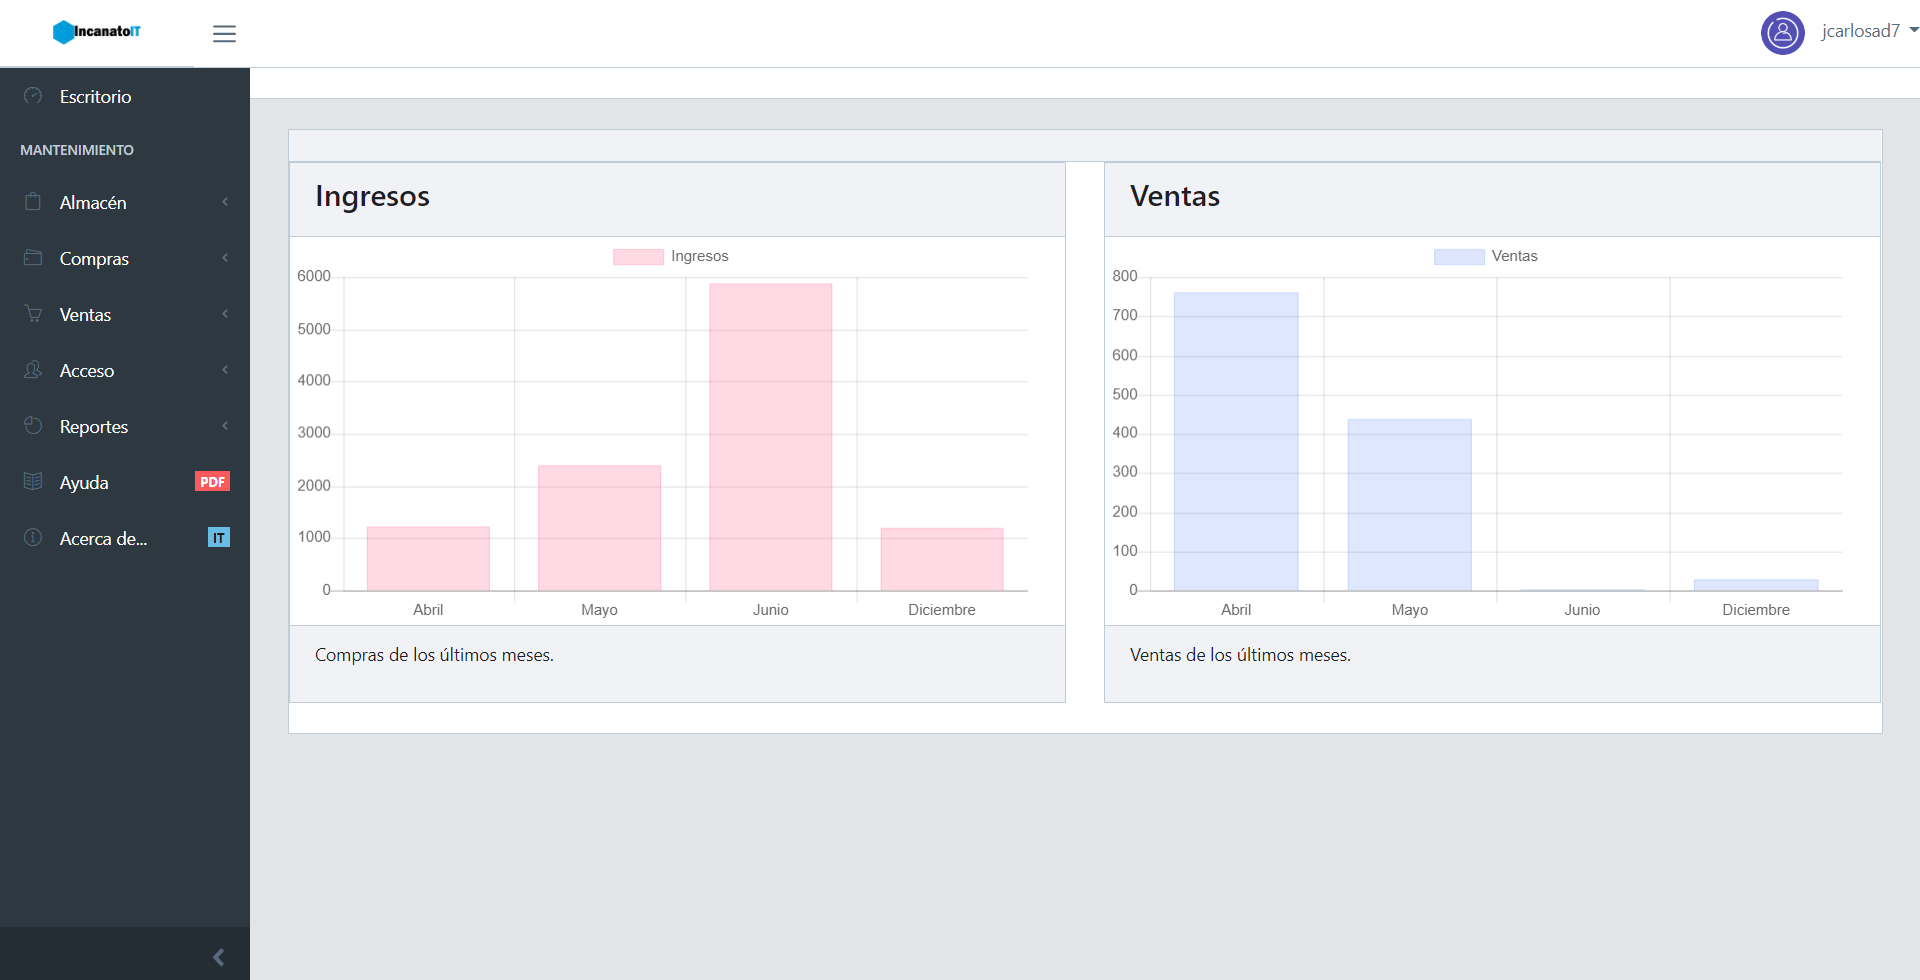 IncanatoIT
jcarlosad7
Escritorio
MANTENIMIENTO
Almacén
Compras
Ventas
Acceso
Reportes
Ayuda PDF
Acerca de... IT
Ingresos
Ingresos
6000
5000
4000
3000
2000
1000
0
Abril Mayo Junio Diciembre
Compras de los últimos meses.
Ventas
Ventas
800
700
600
500
400
300
200
100
0
Abril Mayo Junio Diciembre
Ventas de los últimos meses.